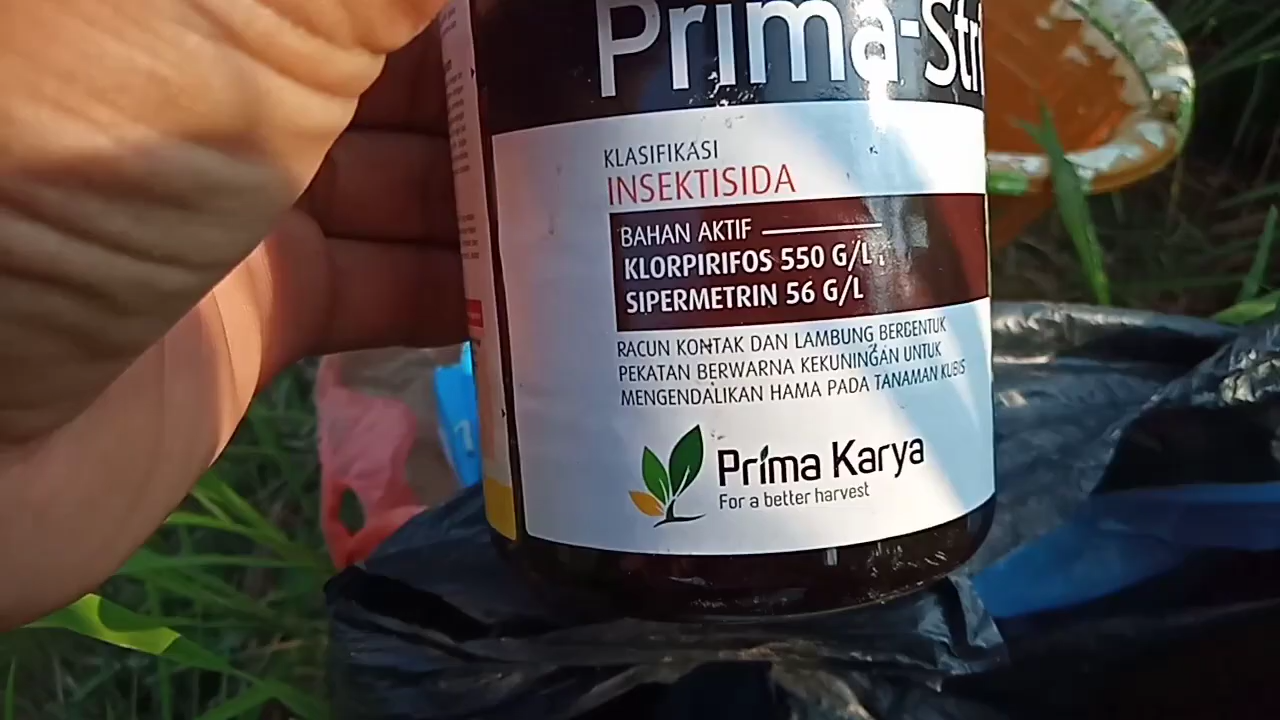 Prima-Stri
KLASIFIKASI
INSEKTISIDA
BAHAN AKTIF
KLORPIRIFOS 550 G/L
SIPERMETRIN 56 G/L
RACUN KONTAK DAN LAMBUNG BERBENTUK
PEKATAN BERWARNA KEKUNINGAN UNTUK
MENGENDALIKAN HAMA PADA TANAMAN KUBIS
Prima Karya
For a better harvest